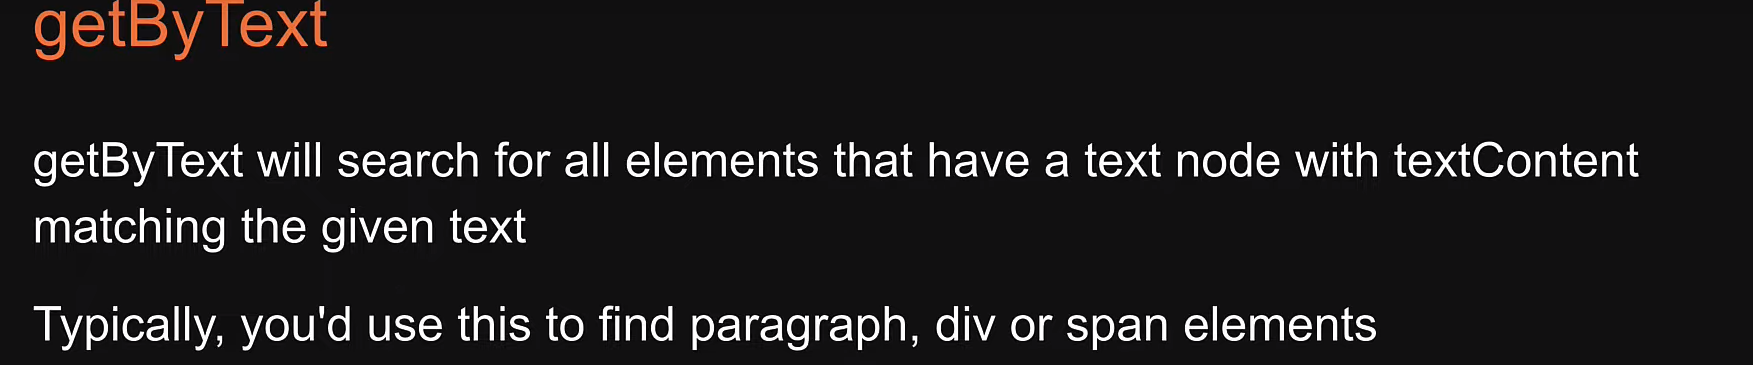 getByText
getByText will search for all elements that have a text node with textContent
matching the given text
Typically, you'd use this to find paragraph, div or span elements